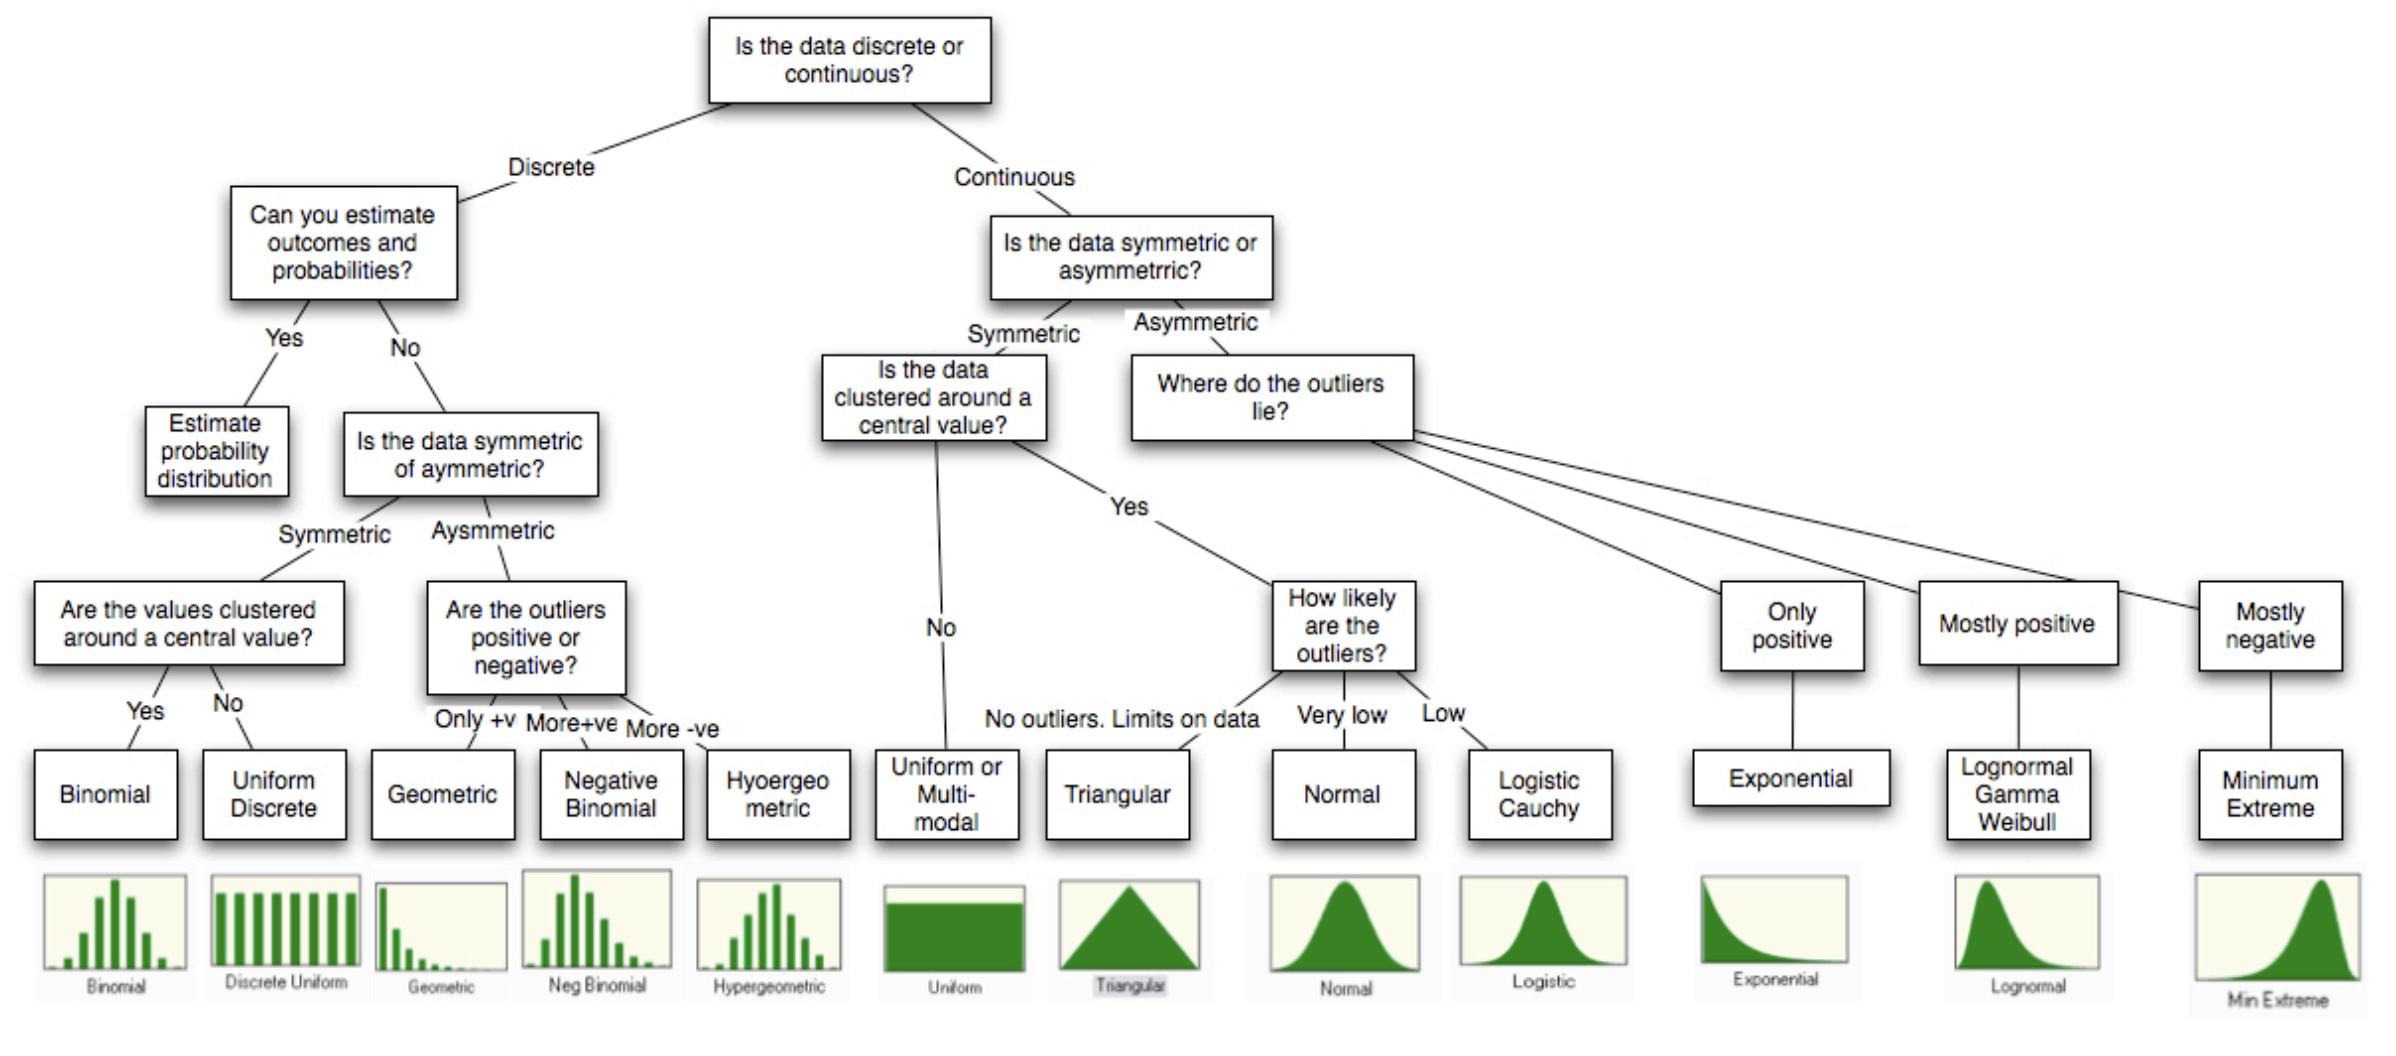 Is the data discrete or
continuous?
Discrete
Continuous
Can you estimate
outcomes and
probabilities?
Is the data symmetric or
asymmetrric?
Yes
No
Symmetric
Asymmetric
Estimate
probability
distribution
Is the data symmetric
of aymmetric?
Is the data
clustered around a
central value?
Where do the outliers
lie?
Symmetric
Aysmmetric
No
Yes
Are the values clustered
around a central value?
Are the outliers
positive or
negative?
How likely
are the
outliers?
Only
positive
Mostly positive
Mostly
negative
Yes
No
Only +v
More+ve
More -ve
No outliers. Limits on data
Very low
Low
Binomial
Uniform
Discrete
Geometric
Negative
Binomial
Hyoergeo
metric
Uniform or
Multi-
modal
Triangular
Normal
Logistic
Cauchy
Exponential
Lognormal
Gamma
Weibull
Minimum
Extreme
Binomial
Discrete Uniform
Geometric
Neg Binomial
Hypergeometric
Uniform
Triangular
Normal
Logistic
Exponential
Lognormal
Min Extreme